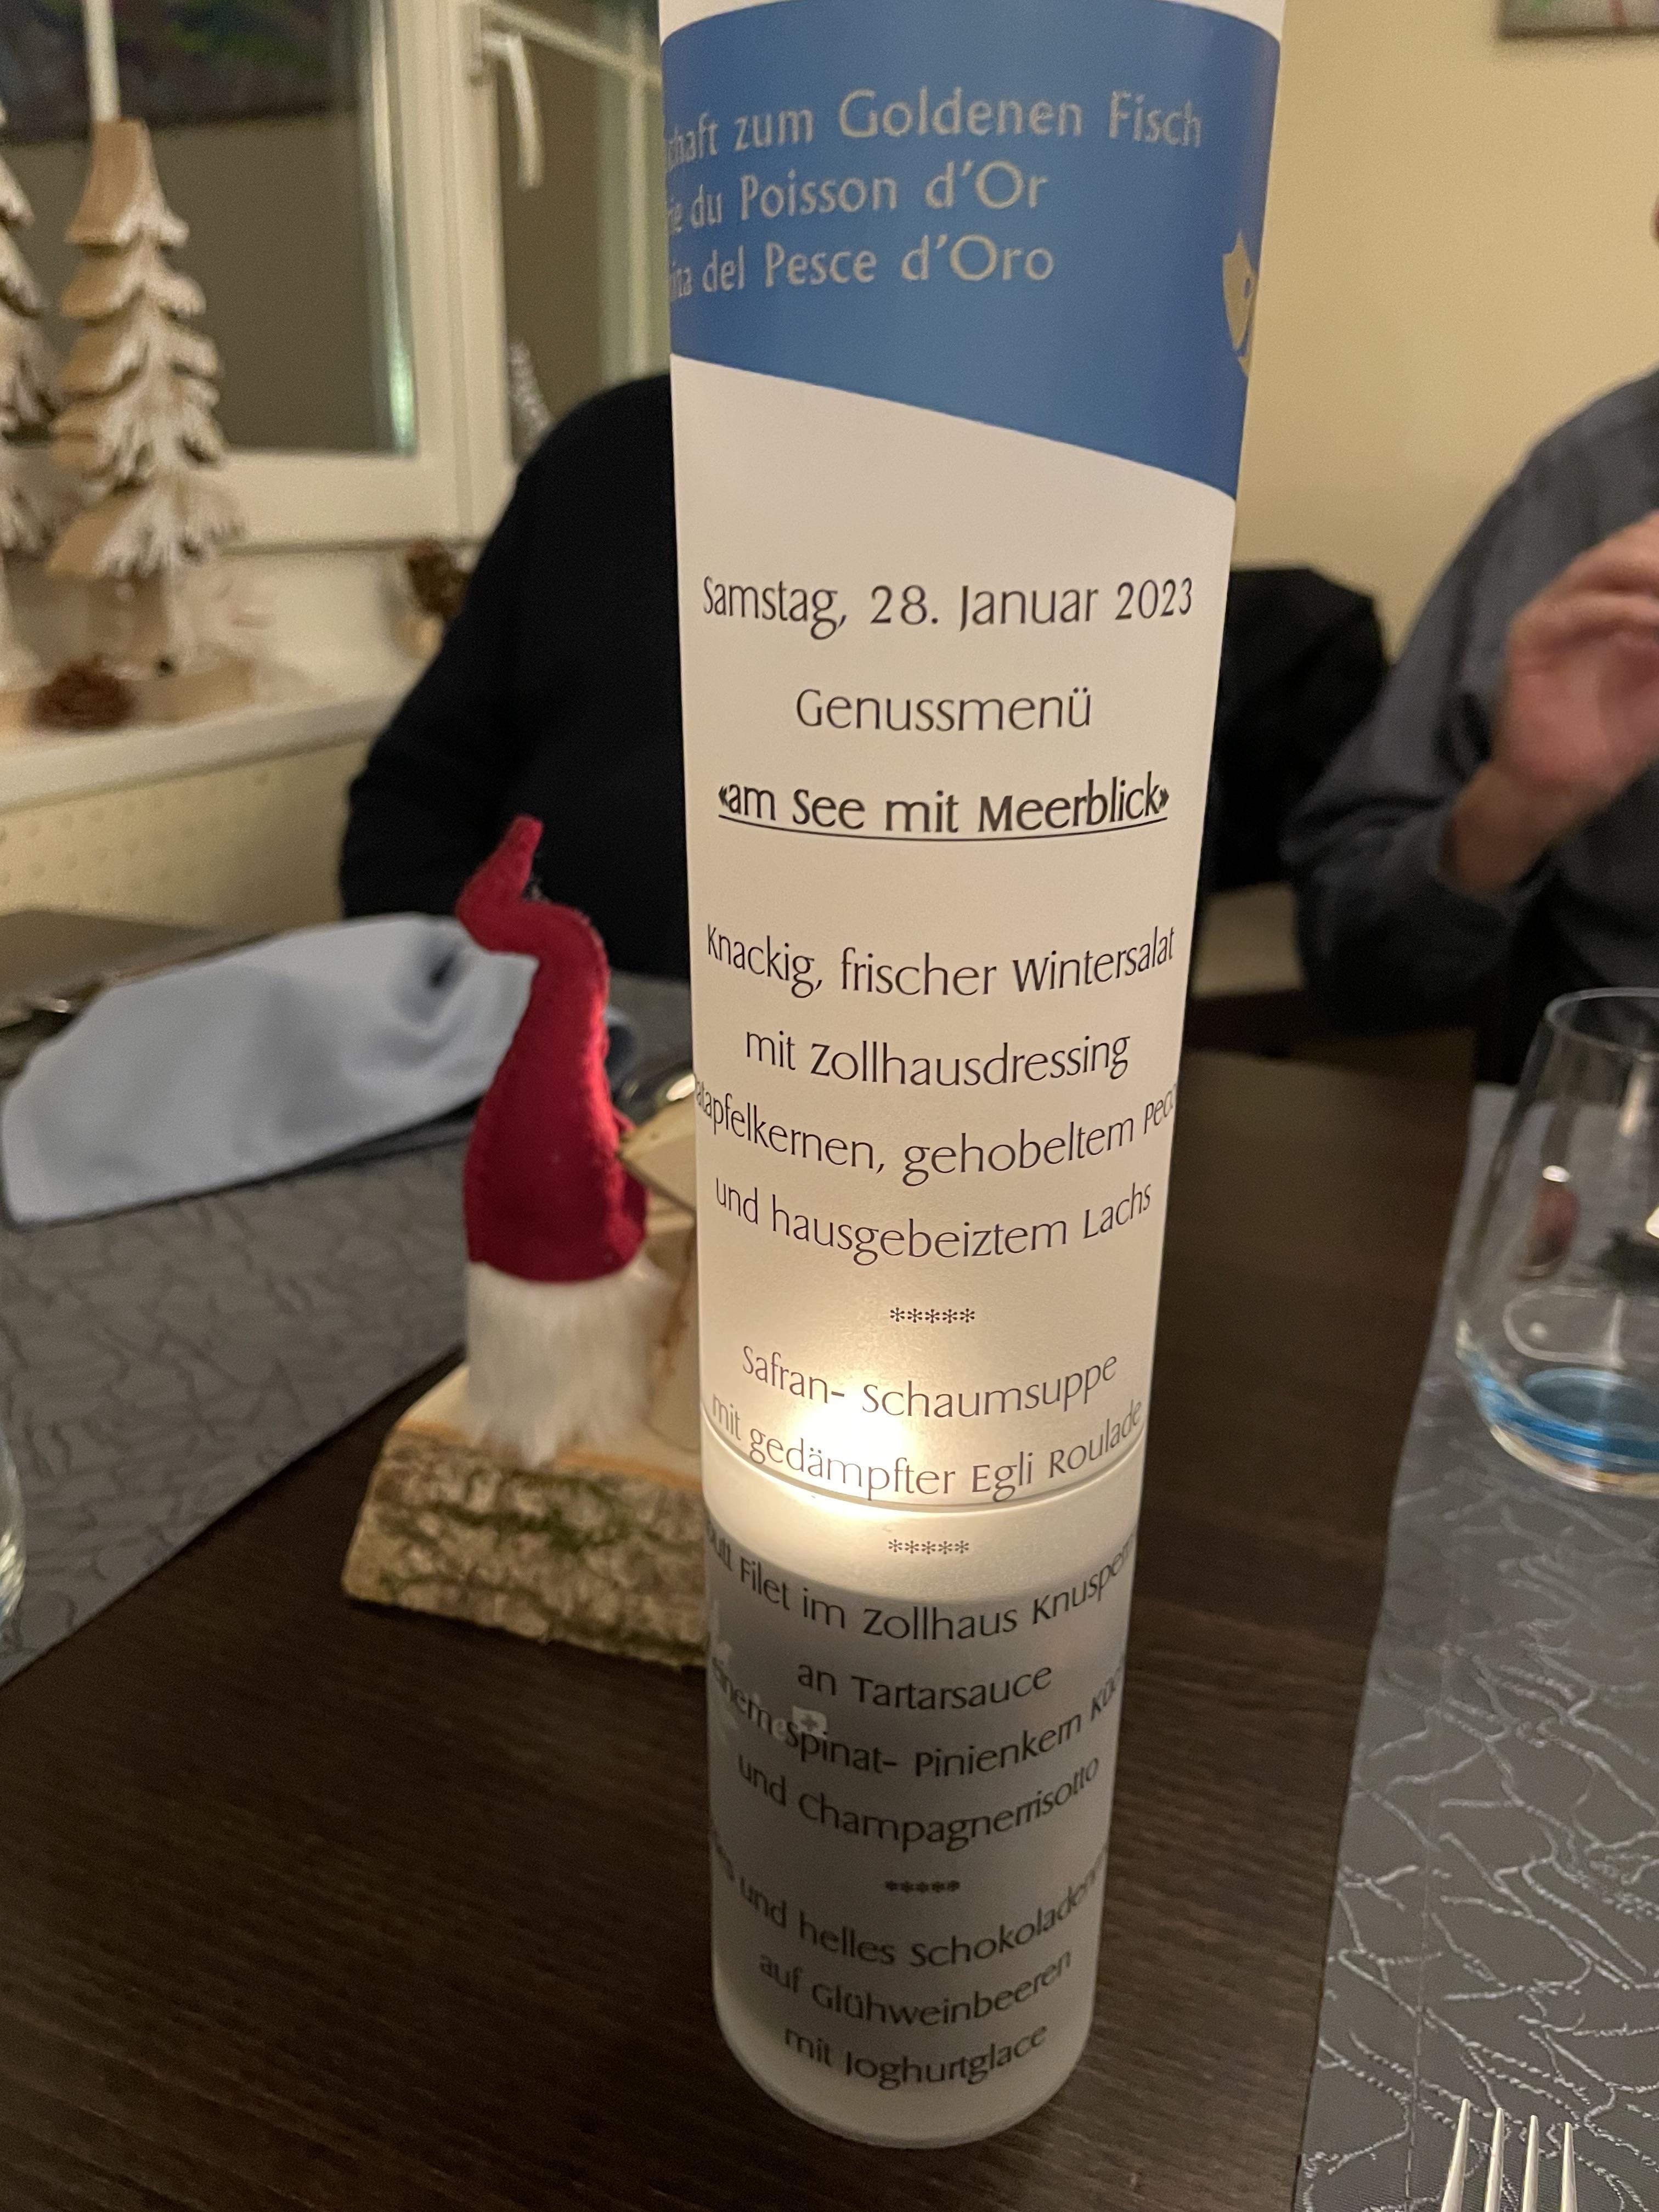 zum Goldenen Fisch
du Poisson d'Or
del Pesce d'Oro
Samstag, 28. Januar 2023
Genussmenü
«am See mit Meerblick»
Knackig, frischer Wintersalat
mit Zollhausdressing
gehobeltem
und hausgebeiztem Lachs
*****
Safran- Schaumsuppe
mit gedämpfter Egli Roulade
*****
Filet im Zollhaus
an Tartarsauce
Spinat- Pinienkern
und Champagnerrisotto
*****
und helles
auf Glühweinbeeren
mit Joghurtglace